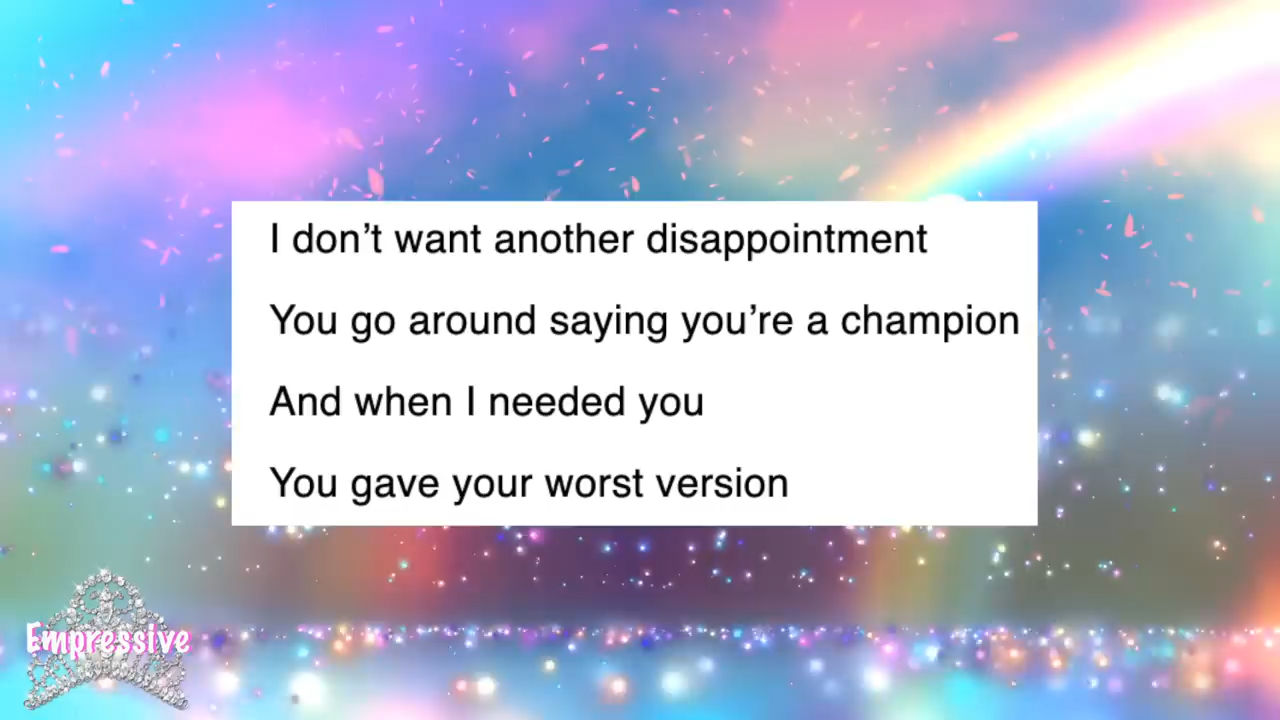 I don’t want another disappointment
You go around saying you’re a champion
And when I needed you
You gave your worst version
Empressive